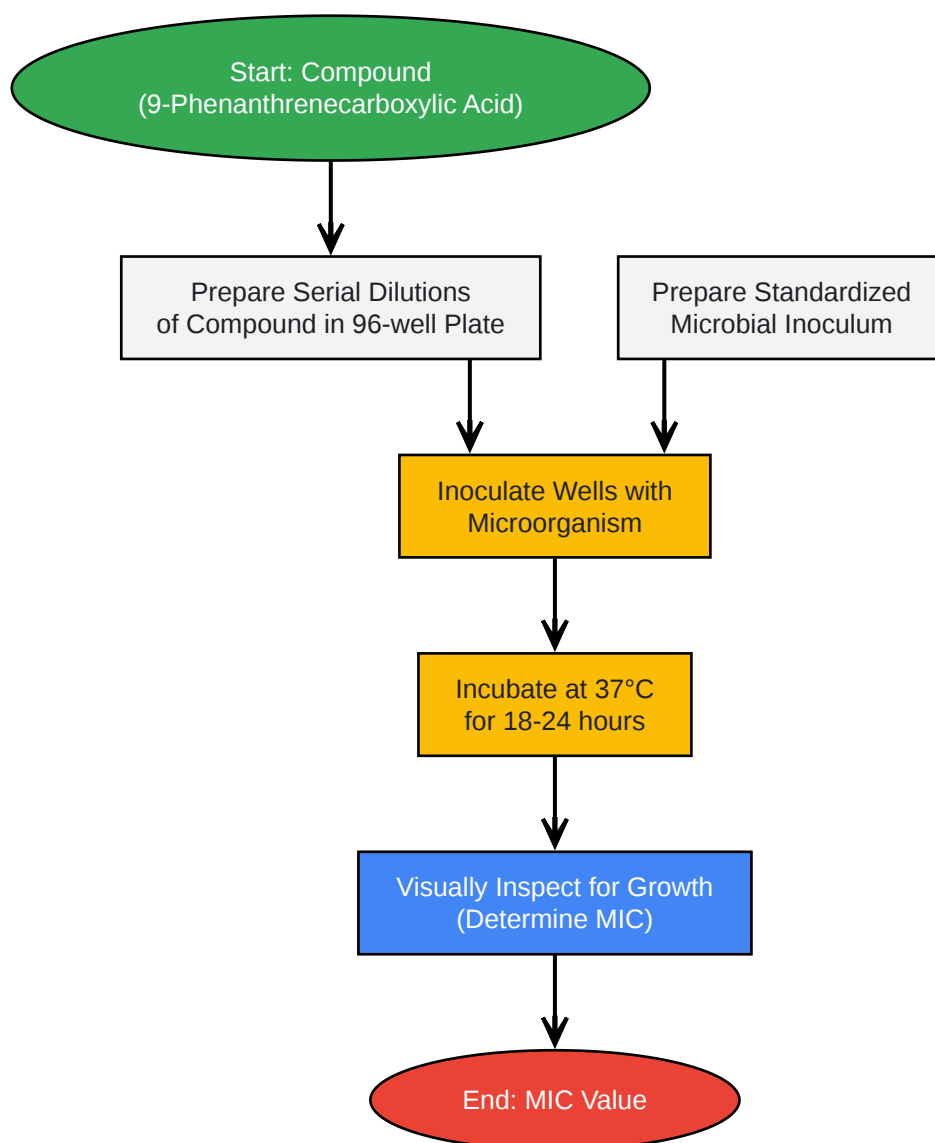 Start: Compound
(9-Phenanthrenecarboxylic Acid)
Prepare Serial Dilutions
of Compound in 96-well Plate
Prepare Standardized
Microbial Inoculum
Inoculate Wells with
Microorganism
Incubate at 37°C
for 18-24 hours
Visually Inspect for Growth
(Determine MIC)
End: MIC Value